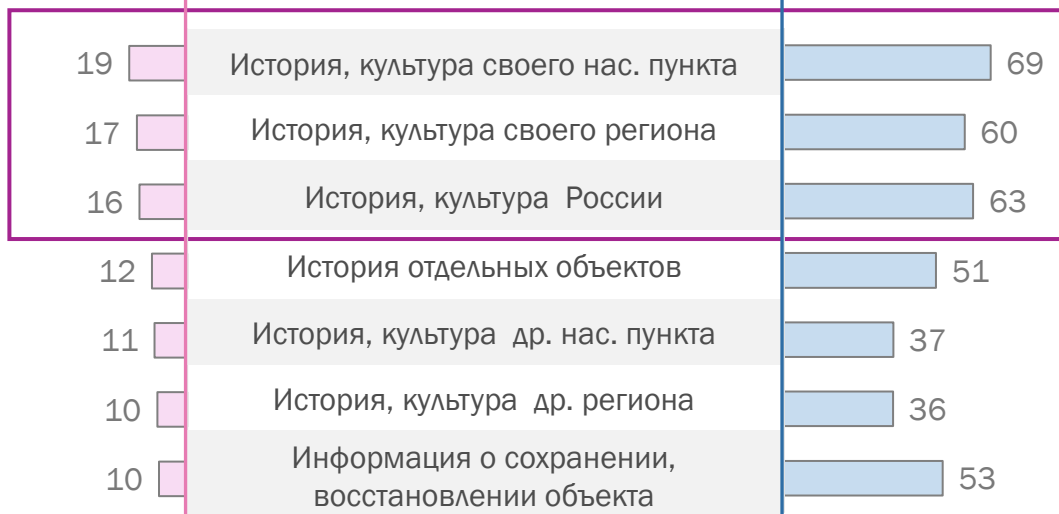 19 История, культура своего нас. пункта 69
17 История, культура своего региона 60
16 История, культура России 63
12 История отдельных объектов 51
11 История, культура др. нас. пункта 37
10 История, культура др. региона 36
Информация о сохранении,
10 53
восстановлении объекта